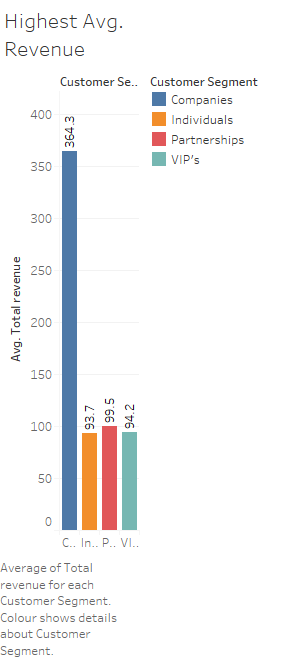 Highest Avg.
Revenue
Customer Se..
Customer Segment
Companies
Individuals
Partnerships
VIP's
400
350
300
250
200
150
100
50
0
Avg. Total revenue
364.3
93.7
99.5
94.2
C.. In.. P.. VI..
Average of Total
revenue for each
Customer Segment.
Colour shows details
about Customer
Segment.